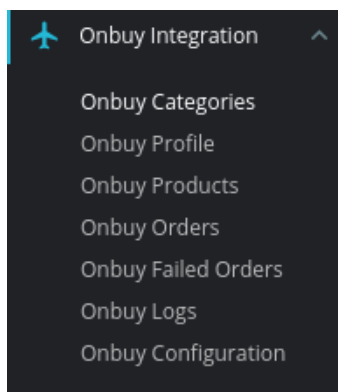 Onbuy Integration
Onbuy Categories
Onbuy Profile
Onbuy Products
Onbuy Orders
Onbuy Failed Orders
Onbuy Logs
Onbuy Configuration